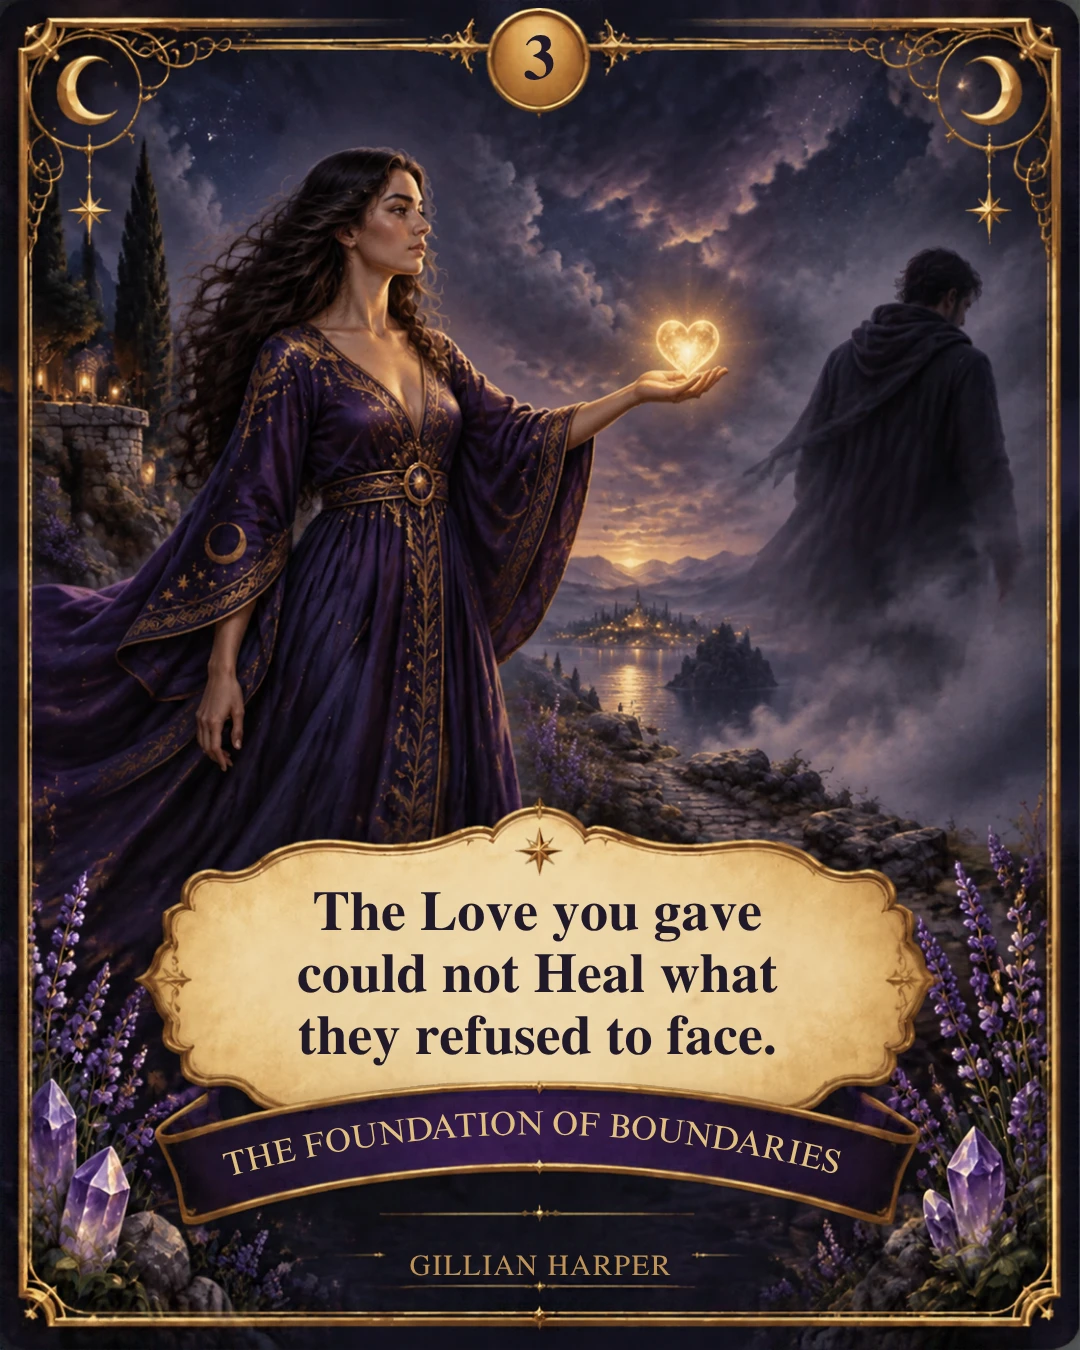 3
The Love you gave
could not Heal what
they refused to face.
THE FOUNDATION OF BOUNDARIES
GILLIAN HARPER